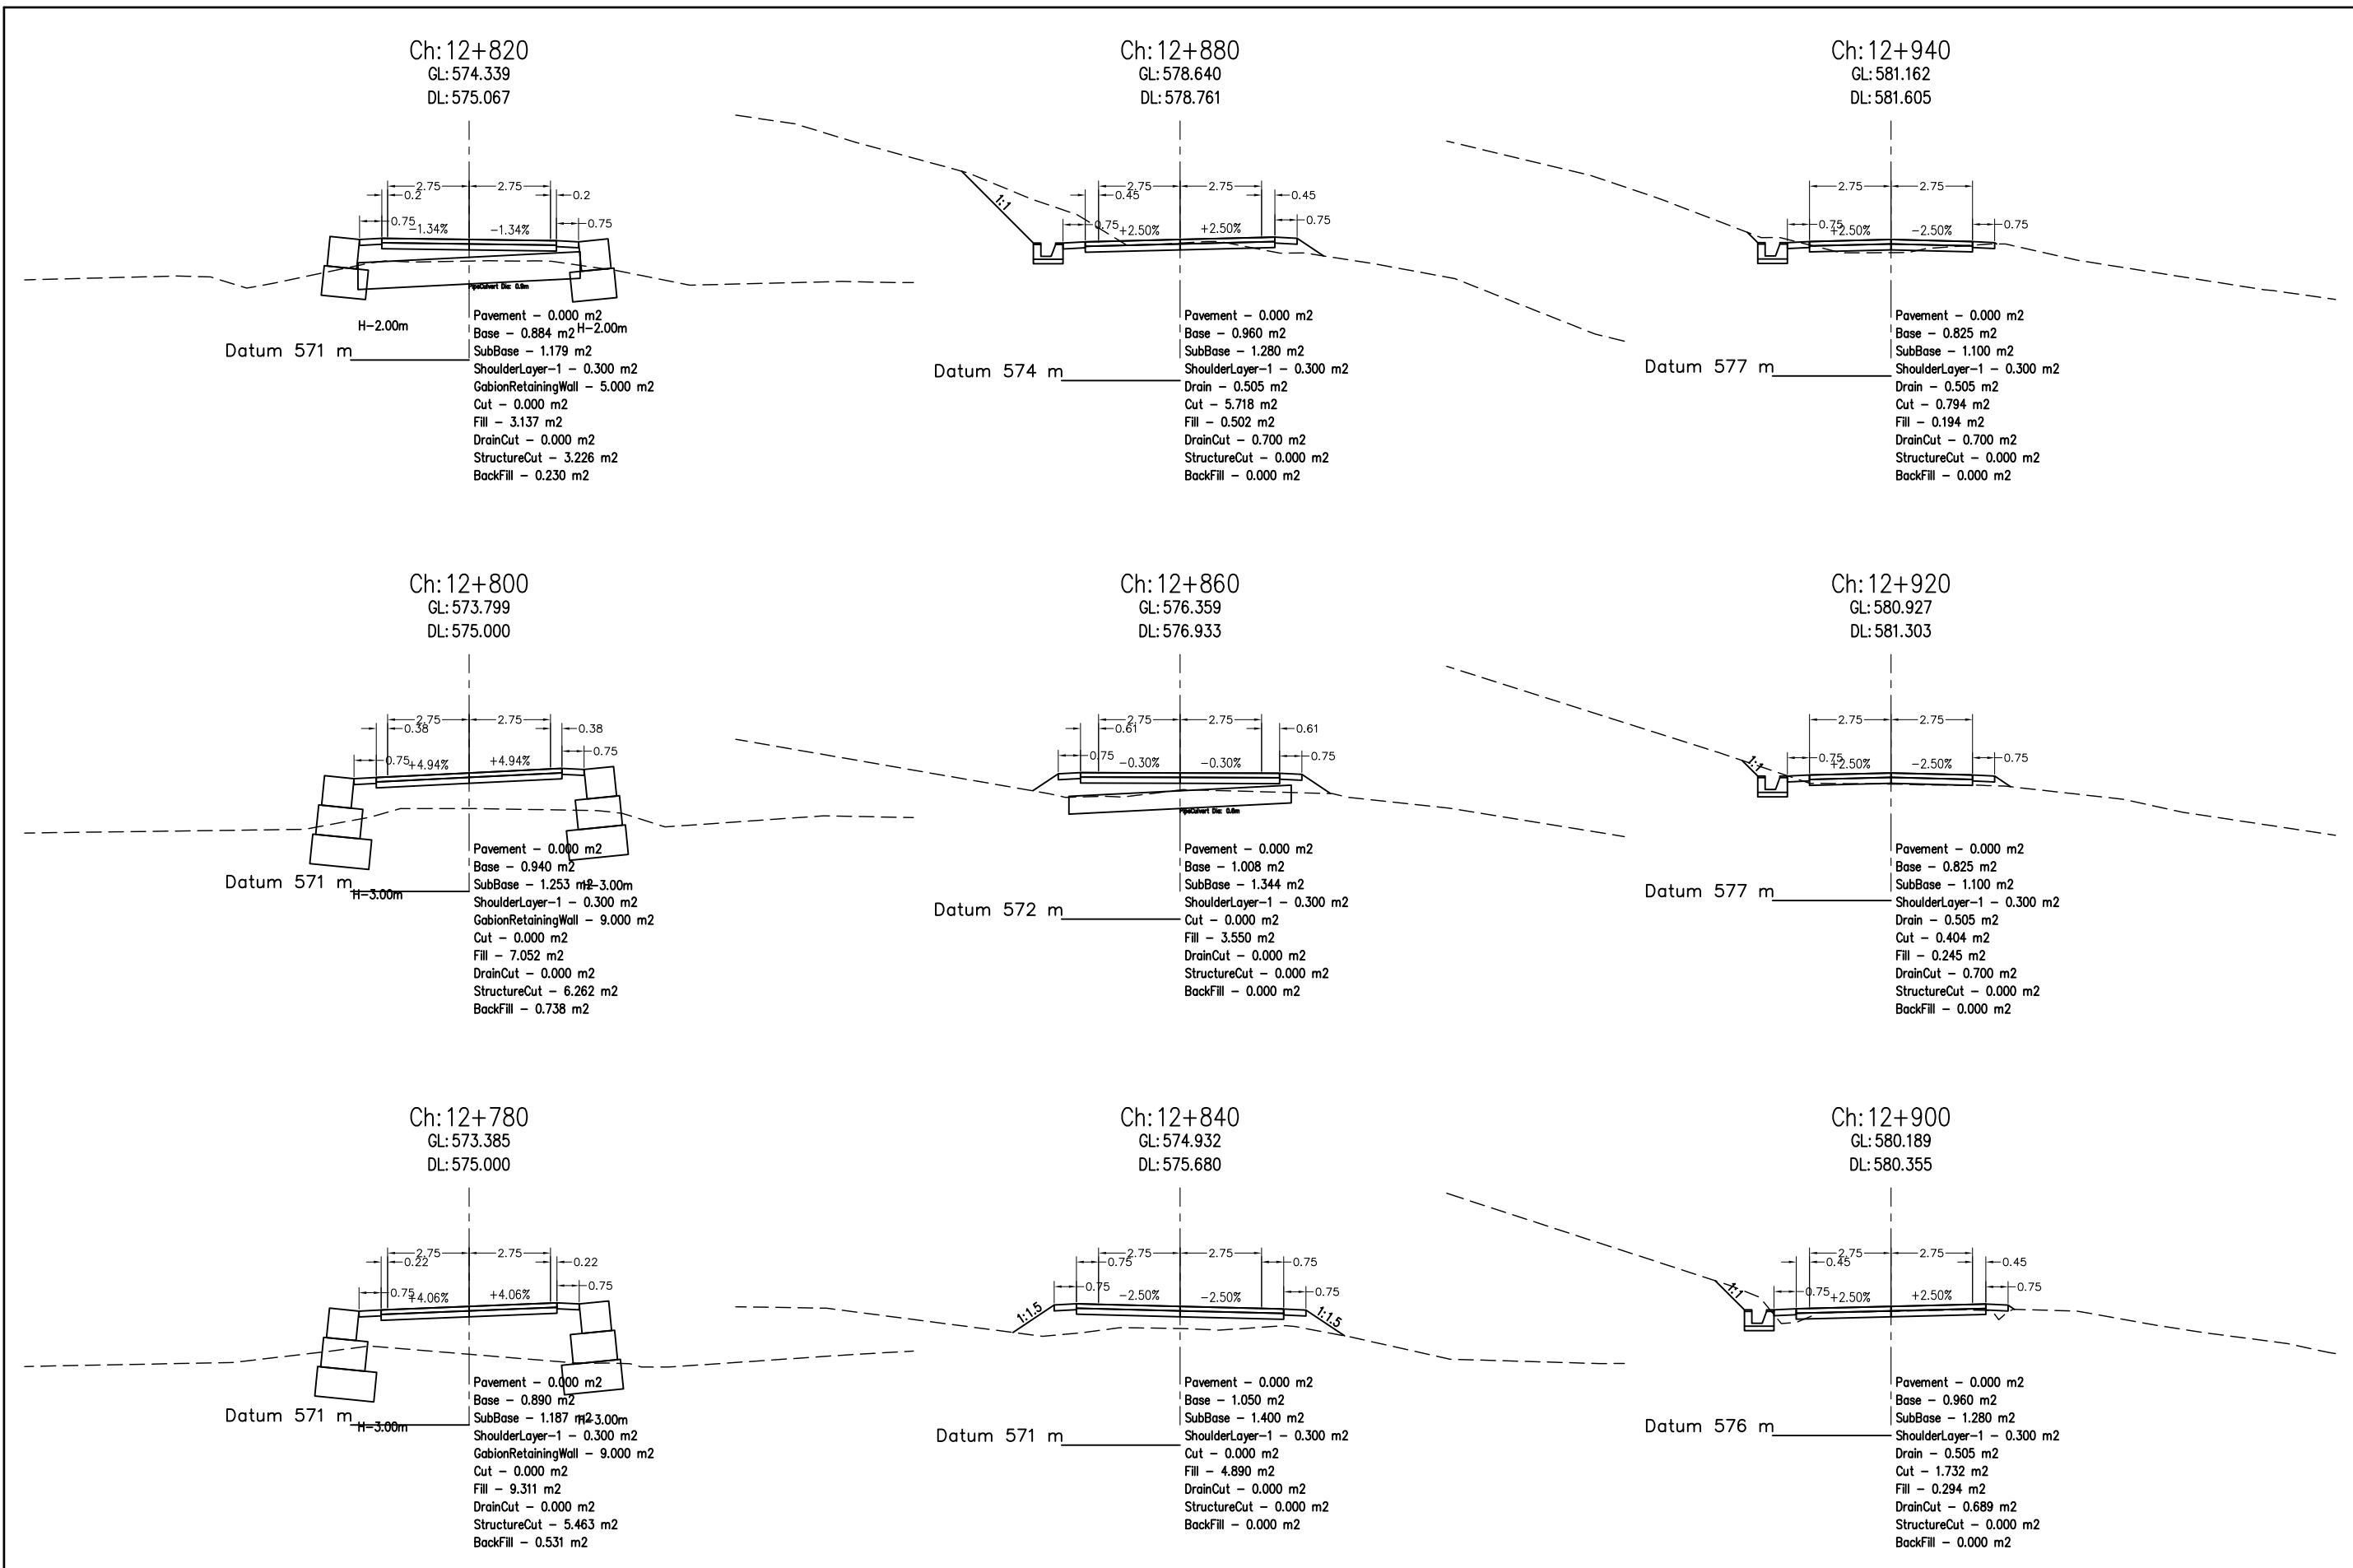 Ch:12+820
GL:574.339
DL:575.067
2.75
2.75
0.2
0.2
0.75
0.75
-1.34%
-1.34%
PipeCulvert Dia: 0.9m
H-2.00m
H-2.00m
Datum 571 m
Pavement - 0.000 m2
Base - 0.884 m2
SubBase - 1.179 m2
ShoulderLayer-1 - 0.300 m2
GabionRetainingWall - 5.000 m2
Cut - 0.000 m2
Fill - 3.137 m2
DrainCut - 0.000 m2
StructureCut - 3.226 m2
BackFill - 0.230 m2
Ch:12+880
GL:578.640
DL:578.761
2.75
2.75
0.45
0.45
1:1
0.75
0.75
+2.50%
+2.50%
Datum 574 m
Pavement - 0.000 m2
Base - 0.960 m2
SubBase - 1.280 m2
ShoulderLayer-1 - 0.300 m2
Drain - 0.505 m2
Cut - 5.718 m2
Fill - 0.502 m2
DrainCut - 0.700 m2
StructureCut - 0.000 m2
BackFill - 0.000 m2
Ch:12+940
GL:581.162
DL:581.605
2.75
2.75
0.75
0.75
+2.50%
-2.50%
Datum 577 m
Pavement - 0.000 m2
Base - 0.825 m2
SubBase - 1.100 m2
ShoulderLayer-1 - 0.300 m2
Drain - 0.505 m2
Cut - 0.794 m2
Fill - 0.194 m2
DrainCut - 0.700 m2
StructureCut - 0.000 m2
BackFill - 0.000 m2
Ch:12+800
GL:573.799
DL:575.000
2.75
2.75
0.38
0.38
0.75
0.75
+4.94%
+4.94%
Datum 571 m
H-3.00m
H-3.00m
Pavement - 0.000 m2
Base - 0.940 m2
SubBase - 1.253 m2
ShoulderLayer-1 - 0.300 m2
GabionRetainingWall - 9.000 m2
Cut - 0.000 m2
Fill - 7.052 m2
DrainCut - 0.000 m2
StructureCut - 6.262 m2
BackFill - 0.738 m2
Ch:12+860
GL:576.359
DL:576.933
2.75
2.75
0.61
0.61
0.75
0.75
-0.30%
-0.30%
PipeCulvert Dia: 0.6m
Datum 572 m
Pavement - 0.000 m2
Base - 1.008 m2
SubBase - 1.344 m2
ShoulderLayer-1 - 0.300 m2
Cut - 0.000 m2
Fill - 3.550 m2
DrainCut - 0.000 m2
StructureCut - 0.000 m2
BackFill - 0.000 m2
Ch:12+920
GL:580.927
DL:581.303
2.75
2.75
1:1
0.75
0.75
+2.50%
-2.50%
Datum 577 m
Pavement - 0.000 m2
Base - 0.825 m2
SubBase - 1.100 m2
ShoulderLayer-1 - 0.300 m2
Drain - 0.505 m2
Cut - 0.404 m2
Fill - 0.245 m2
DrainCut - 0.700 m2
StructureCut - 0.000 m2
BackFill - 0.000 m2
Ch:12+780
GL:573.385
DL:575.000
2.75
2.75
0.22
0.22
0.75
0.75
+4.06%
+4.06%
Datum 571 m
H-3.00m
H-3.00m
Pavement - 0.000 m2
Base - 0.890 m2
SubBase - 1.187 m2
ShoulderLayer-1 - 0.300 m2
GabionRetainingWall - 9.000 m2
Cut - 0.000 m2
Fill - 9.311 m2
DrainCut - 0.000 m2
StructureCut - 5.463 m2
BackFill - 0.531 m2
Ch:12+840
GL:574.932
DL:575.680
2.75
2.75
0.75
0.75
0.75
0.75
-2.50%
-2.50%
1:1.5
1:1.5
Datum 571 m
Pavement - 0.000 m2
Base - 1.050 m2
SubBase - 1.400 m2
ShoulderLayer-1 - 0.300 m2
Cut - 0.000 m2
Fill - 4.890 m2
DrainCut - 0.000 m2
StructureCut - 0.000 m2
BackFill - 0.000 m2
Ch:12+900
GL:580.189
DL:580.355
2.75
2.75
0.45
0.45
1:1
0.75
0.75
+2.50%
+2.50%
Datum 576 m
Pavement - 0.000 m2
Base - 0.960 m2
SubBase - 1.280 m2
ShoulderLayer-1 - 0.300 m2
Drain - 0.505 m2
Cut - 1.732 m2
Fill - 0.294 m2
DrainCut - 0.689 m2
StructureCut - 0.000 m2
BackFill - 0.000 m2